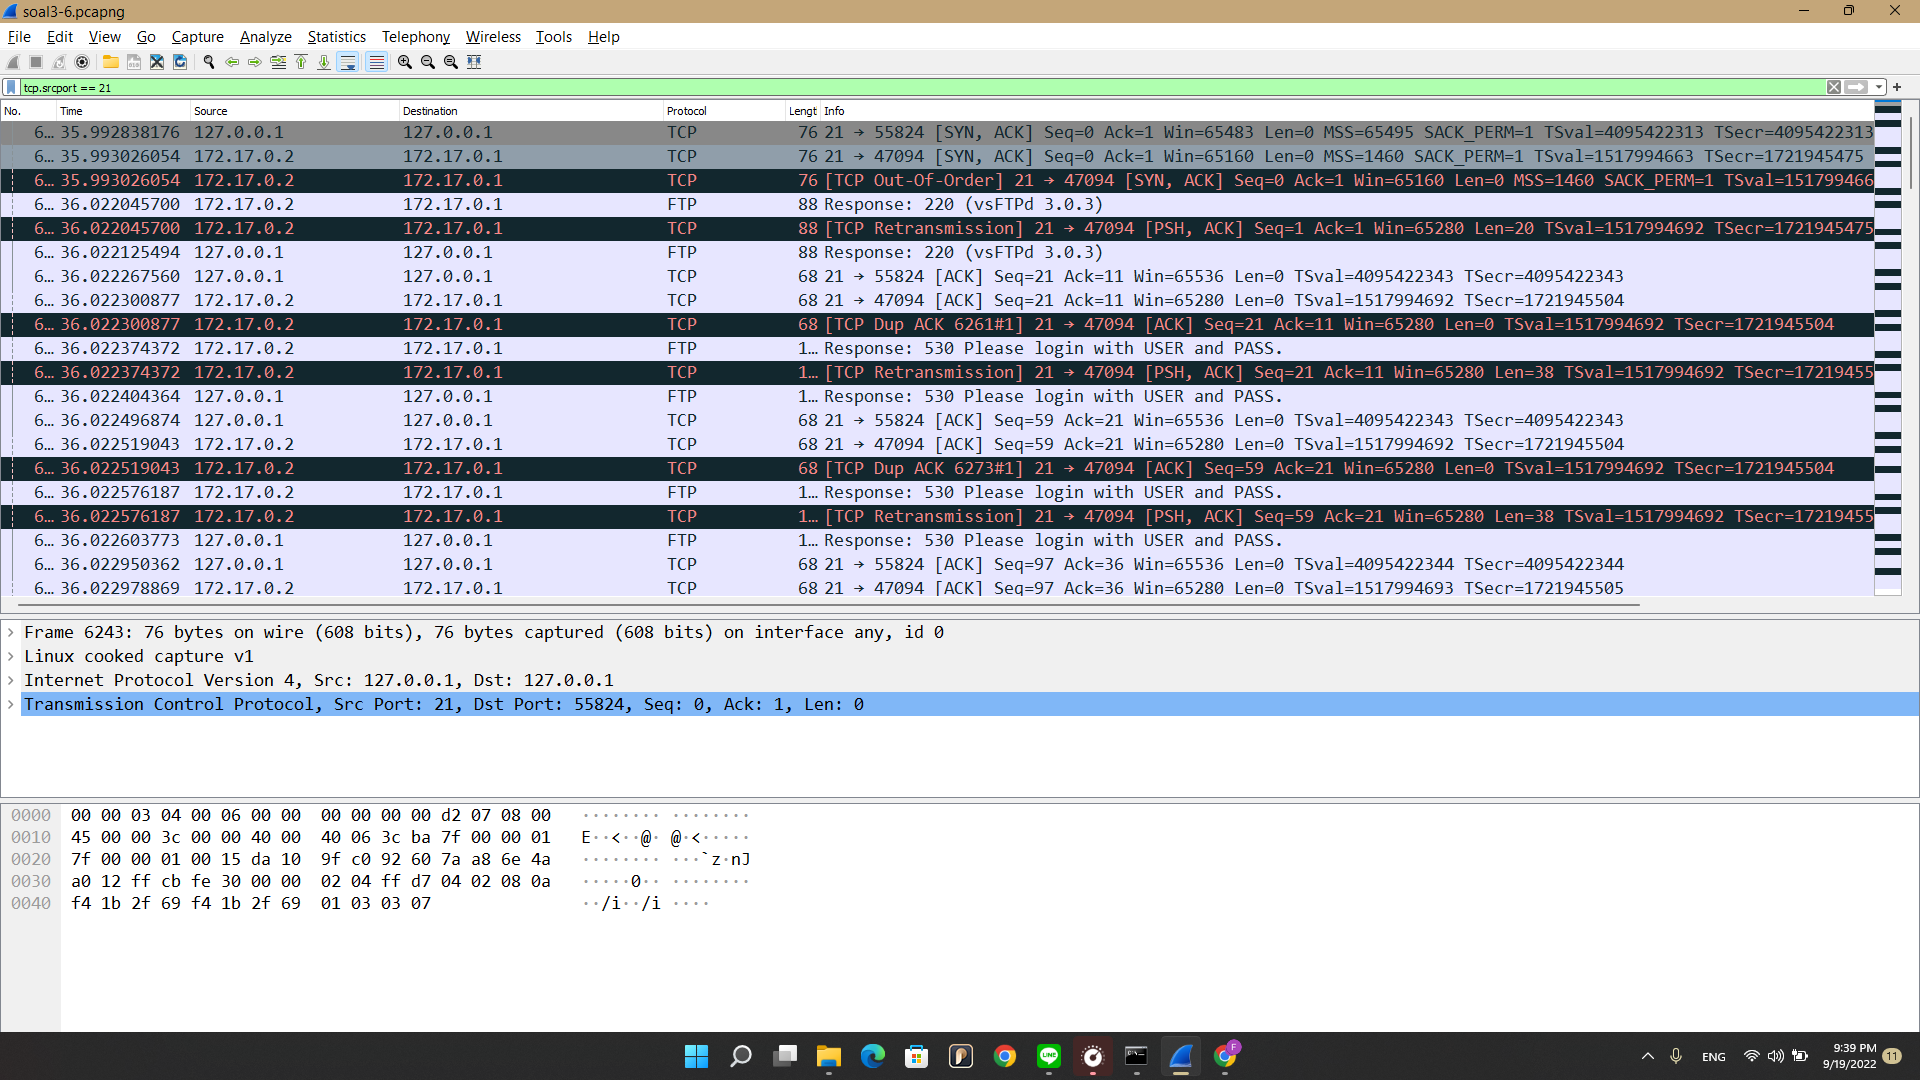 soal3-6.pcapng
File Edit View Go Capture Analyze Statistics Telephony Wireless Tools Help
tcp.srcport == 21
No. Time Source Destination Protocol Lengt Info
6… 35.992838176 127.0.0.1 127.0.0.1 TCP 76 21 → 55824 [SYN, ACK] Seq=0 Ack=1 Win=65483 Len=0 MSS=65495 SACK_PERM=1 TSval=4095422313 TSecr=4095422313
6… 35.993026054 172.17.0.2 172.17.0.1 TCP 76 21 → 47094 [SYN, ACK] Seq=0 Ack=1 Win=65160 Len=0 MSS=1460 SACK_PERM=1 TSval=1517994663 TSecr=1721945475
6… 35.993026054 172.17.0.2 172.17.0.1 TCP 76 [TCP Out-Of-Order] 21 → 47094 [SYN, ACK] Seq=0 Ack=1 Win=65160 Len=0 MSS=1460 SACK_PERM=1 TSval=151799466
6… 36.022045700 172.17.0.2 172.17.0.1 FTP 88 Response: 220 (vsFTPd 3.0.3)
6… 36.022045700 172.17.0.2 172.17.0.1 TCP 88 [TCP Retransmission] 21 → 47094 [PSH, ACK] Seq=1 Ack=1 Win=65280 Len=20 TSval=1517994692 TSecr=1721945475
6… 36.022125494 127.0.0.1 127.0.0.1 FTP 88 Response: 220 (vsFTPd 3.0.3)
6… 36.022267560 127.0.0.1 127.0.0.1 TCP 68 21 → 55824 [ACK] Seq=21 Ack=11 Win=65536 Len=0 TSval=4095422343 TSecr=4095422343
6… 36.022300877 172.17.0.2 172.17.0.1 TCP 68 21 → 47094 [ACK] Seq=21 Ack=11 Win=65280 Len=0 TSval=1517994692 TSecr=1721945504
6… 36.022300877 172.17.0.2 172.17.0.1 TCP 68 [TCP Dup ACK 6261#1] 21 → 47094 [ACK] Seq=21 Ack=11 Win=65280 Len=0 TSval=1517994692 TSecr=1721945504
6… 36.022374372 172.17.0.2 172.17.0.1 FTP 1… Response: 530 Please login with USER and PASS.
6… 36.022374372 172.17.0.2 172.17.0.1 TCP 1… [TCP Retransmission] 21 → 47094 [PSH, ACK] Seq=21 Ack=11 Win=65280 Len=38 TSval=1517994692 TSecr=17219455
6… 36.022404364 127.0.0.1 127.0.0.1 FTP 1… Response: 530 Please login with USER and PASS.
6… 36.022496874 127.0.0.1 127.0.0.1 TCP 68 21 → 55824 [ACK] Seq=59 Ack=21 Win=65536 Len=0 TSval=4095422343 TSecr=4095422343
6… 36.022519043 172.17.0.2 172.17.0.1 TCP 68 21 → 47094 [ACK] Seq=59 Ack=21 Win=65280 Len=0 TSval=1517994692 TSecr=1721945504
6… 36.022519043 172.17.0.2 172.17.0.1 TCP 68 [TCP Dup ACK 6273#1] 21 → 47094 [ACK] Seq=59 Ack=21 Win=65280 Len=0 TSval=1517994692 TSecr=1721945504
6… 36.022576187 172.17.0.2 172.17.0.1 FTP 1… Response: 530 Please login with USER and PASS.
6… 36.022576187 172.17.0.2 172.17.0.1 TCP 1… [TCP Retransmission] 21 → 47094 [PSH, ACK] Seq=59 Ack=21 Win=65280 Len=38 TSval=1517994692 TSecr=17219455
6… 36.022603773 127.0.0.1 127.0.0.1 FTP 1… Response: 530 Please login with USER and PASS.
6… 36.022950362 127.0.0.1 127.0.0.1 TCP 68 21 → 55824 [ACK] Seq=97 Ack=36 Win=65536 Len=0 TSval=4095422344 TSecr=4095422344
6… 36.022978869 172.17.0.2 172.17.0.1 TCP 68 21 → 47094 [ACK] Seq=97 Ack=36 Win=65280 Len=0 TSval=1517994693 TSecr=1721945505
Frame 6243: 76 bytes on wire (608 bits), 76 bytes captured (608 bits) on interface any, id 0
Linux cooked capture v1
Internet Protocol Version 4, Src: 127.0.0.1, Dst: 127.0.0.1
Transmission Control Protocol, Src Port: 21, Dst Port: 55824, Seq: 0, Ack: 1, Len: 0
0000 00 00 03 04 00 06 00 00 00 00 00 00 d2 07 08 00 ········ ········
0010 45 00 00 3c 00 00 40 00 40 06 3c ba 7f 00 00 01 E··<··@· @·<·····
0020 7f 00 00 01 00 15 da 10 9f c0 92 60 7a a8 6e 4a ········ ···`z·nJ
0030 a0 12 ff cb fe 30 00 00 02 04 ff d7 04 02 08 0a ·····0·· ········
0040 f4 1b 2f 69 f4 1b 2f 69 01 03 03 07 ··/i··/i ····
ENG
9:39 PM
9/19/2022
11